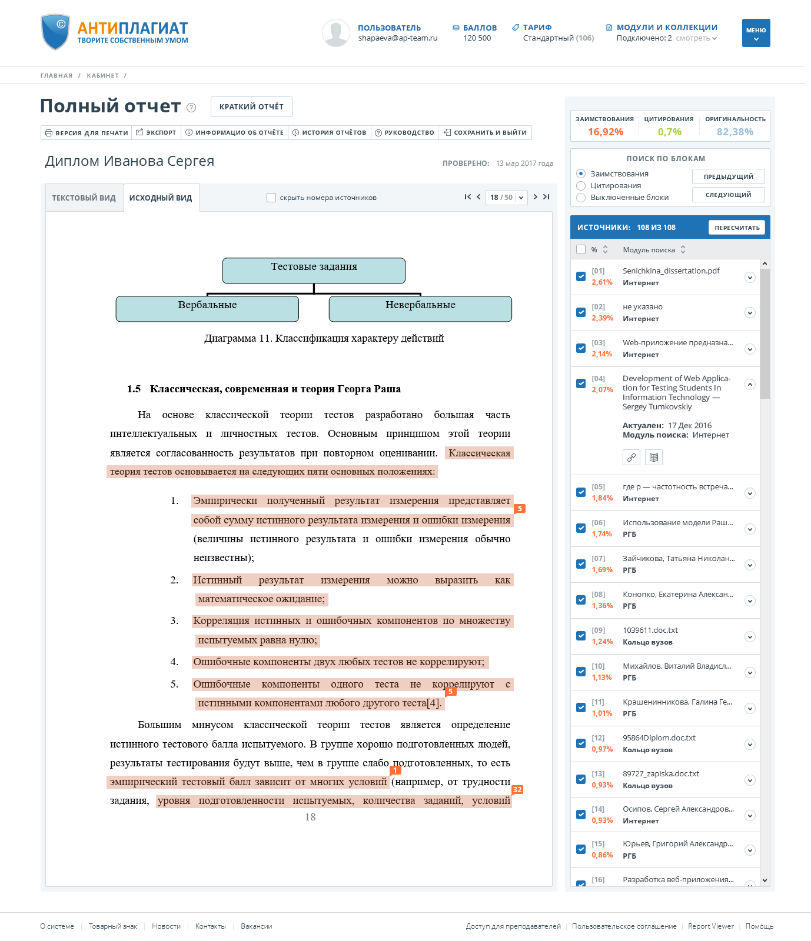 АНТИПЛАГИАТ
ТВОРИТЕ СОБСТВЕННЫМ УМОМ
ПОЛЬЗОВАТЕЛЬ
shapaeva@ap-team.ru
БАЛЛОВ
120 500
ТАРИФ
Стандартный (106)
МОДУЛИ И КОЛЛЕКЦИИ
Подключено: 2 смотреть
МЕНЮ
ГЛАВНАЯ / КАБИНЕТ /
Полный отчет ?
КРАТКИЙ ОТЧЁТ
ВЕРСИЯ ДЛЯ ПЕЧАТИ
ЭКСПОРТ
ИНФОРМАЦИЯ ОБ ОТЧЁТЕ
ИСТОРИЯ ОТЧЁТОВ
РУКОВОДСТВО
СОХРАНИТЬ И ВЫЙТИ
Диплом Иванова Сергея
ПРОВЕРЕНО: 13 мар 2017 года
ТЕКСТОВЫЙ ВИД
ИСХОДНЫЙ ВИД
скрыть номера источников
18 / 50
Тестовые задания
Вербальные
Невербальные
Диаграмма 11. Классификация характеру действий
1.5 Классическая, современная и теория Георга Раша
На основе классической теории тестов разработано большая часть
интеллектуальных и личностных тестов. Основным принципом этой теории
является согласованность результатов при повторном оценивании. Классическая
теория тестов основывается на следующих пяти основных положениях:
1. Эмпирически полученный результат измерения представляет
5
собой сумму истинного результата измерения и ошибки измерения
(величины истинного результата и ошибки измерения обычно
неизвестны);
2. Истинный результат измерения можно выразить как
математическое ожидание;
3. Корреляция истинных и ошибочных компонентов по множеству
испытуемых равна нулю;
4. Ошибочные компоненты двух любых тестов не коррелируют;
5. Ошибочные компоненты одного теста не коррелируют с
5
истинными компонентами любого другого теста[4].
Большим минусом классической теории тестов является определение
истинного тестового балла испытуемого. В группе хорошо подготовленных людей,
результаты тестирования будут выше, чем в группе слабо подготовленных, то есть
1
эмпирический тестовый балл зависит от многих условий (например, от трудности
32
задания, уровня подготовленности испытуемых, количества заданий, условий
18
ЗАИМСТВОВАНИЯ
16,92%
ЦИТИРОВАНИЯ
0,7%
ОРИГИНАЛЬНОСТЬ
82,38%
ПОИСК ПО БЛОКАМ
Заимствования
Цитирования
Выключенные блоки
ПРЕДЫДУЩИЙ
СЛЕДУЮЩИЙ
ИСТОЧНИКИ: 108 ИЗ 108
ПЕРЕСЧИТАТЬ
% Модуль поиска
[01] Senichkina_dissertation.pdf
2,61% Интернет
[02] не указано
2,39% Интернет
[03] Web-приложение предназна...
2,14% Интернет
[04] Development of Web Applica-
2,07% tion for Testing Students In
Information Technology —
Sergey Tumkovskiy
Актуален: 17 Дек 2016
Модуль поиска: Интернет
[05] где p — частотность встреча...
1,84% Интернет
[06] Использование модели Раш...
1,74% РГБ
[07] Зайчикова, Татьяна Николан...
1,69% РГБ
[08] Конопко, Екатерина Алексан...
1,36% РГБ
[09] 1039611.doc.txt
1,24% Кольцо вузов
[10] Михайлов, Виталий Владисл...
1,13% РГБ
[11] Крашенинникова, Галина Ге...
1,01% РГБ
[12] 95864Diplom.doc.txt
0,97% Кольцо вузов
[13] 89727_zapiska.doc.txt
0,93% Кольцо вузов
[14] Осипов, Сергей Александров...
0,93% Интернет
[15] Юрьев, Григорий Александр...
0,86% РГБ
[16] Разработка веб-приложения...
О системе
Товарный знак
Новости
Контакты
Вакансии
Доступ для преподавателей
Пользовательское соглашение
Report Viewer
Помощь